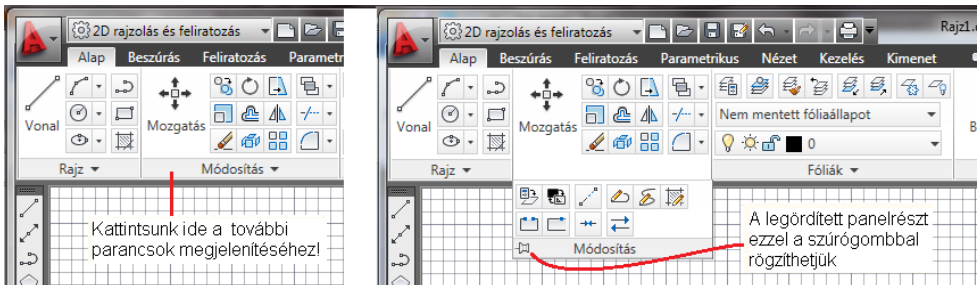 2D rajzolás és feliratozás
Alap Beszúrás Feliratozás Paramet
Vonal
Mozgatás
Rajz
Módosítás
Kattintsunk ide a további
parancsok megjelenítéséhez!
2D rajzolás és feliratozás
Rajz1.
Alap Beszúrás Feliratozás Parametrikus Nézet Kezelés Kimenet
Vonal
Mozgatás
Nem mentett fóliaállapot
0
B
Rajz
Fóliák
Módosítás
A legördített panelrészt
ezzel a szúrógombbal
rögzíthetjük